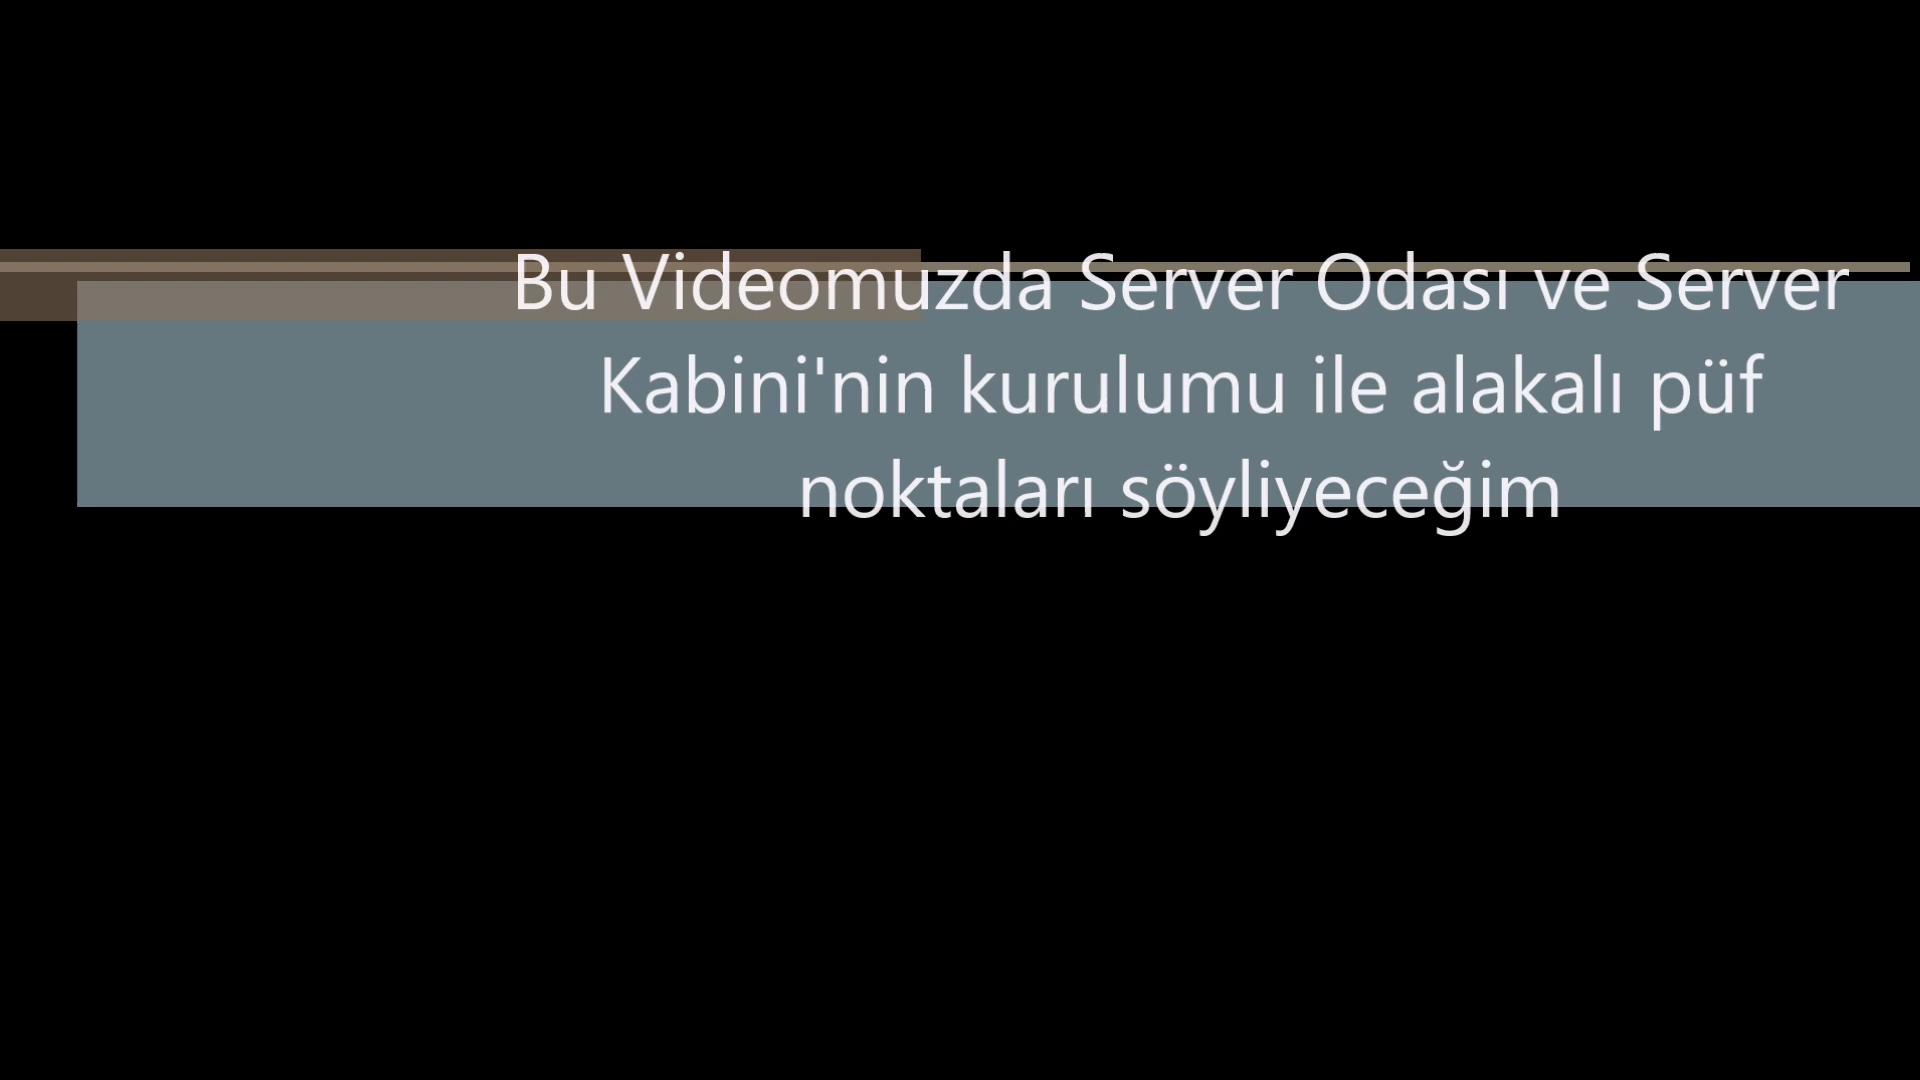 Bu Videomuzda Server Odası ve Server
Kabini'nin kurulumu ile alakalı püf
noktaları söyliyeceğim